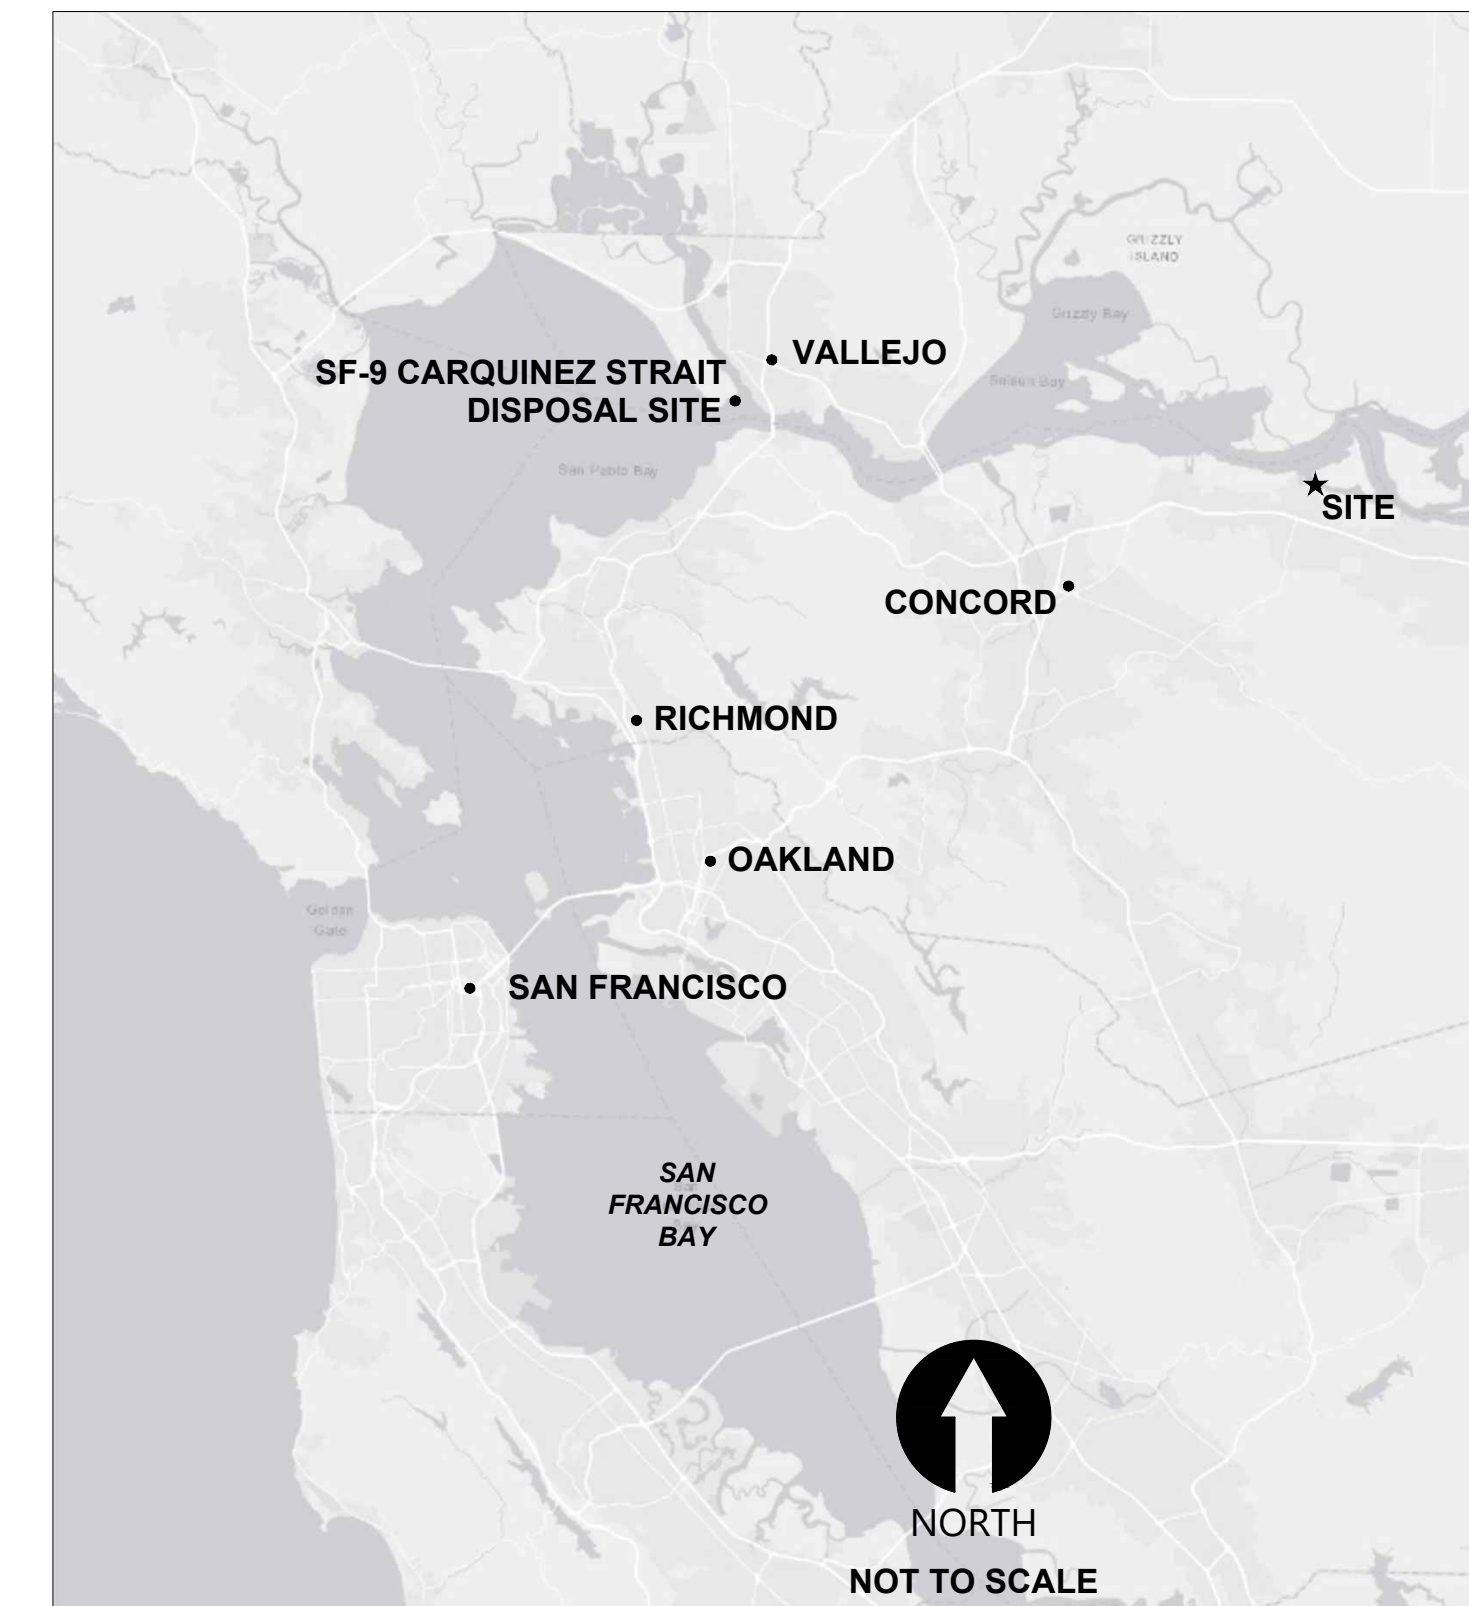 GRIZZLY
ISLAND
Grizzly Bay
VALLEJO
SF-9 CARQUINEZ STRAIT
DISPOSAL SITE
Suisun Bay
San Pablo Bay
SITE
CONCORD
RICHMOND
OAKLAND
Golden
Gate
SAN FRANCISCO
SAN
FRANCISCO
BAY
NORTH
NOT TO SCALE